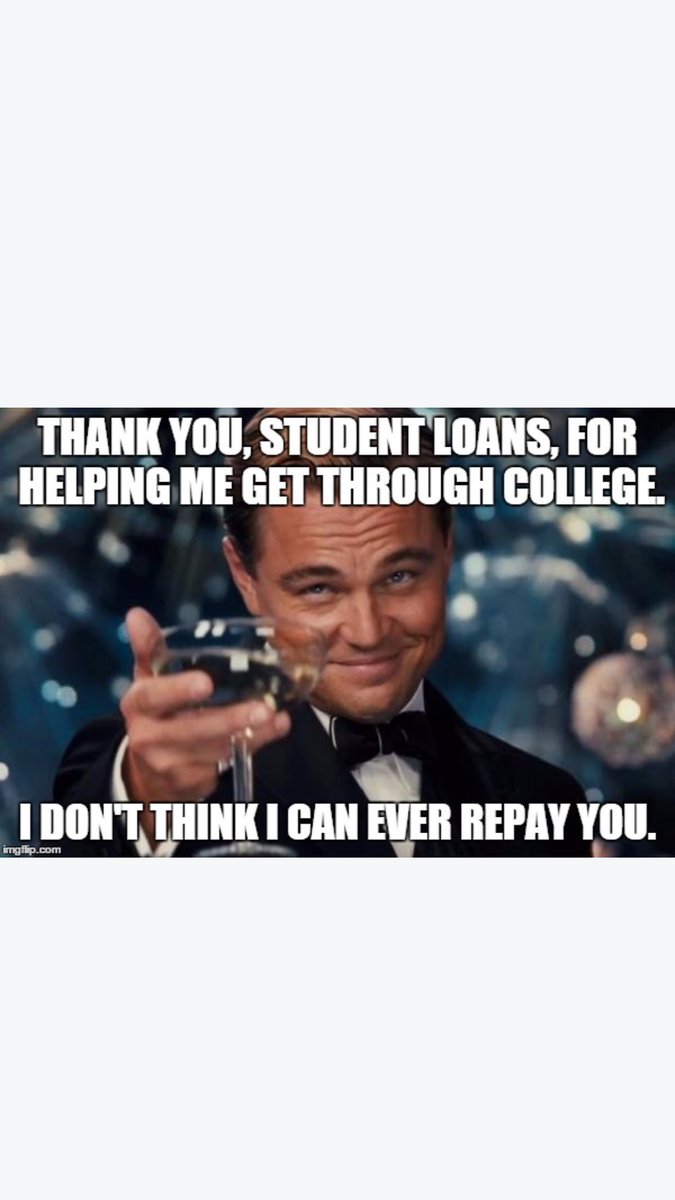 THANK YOU, STUDENT LOANS, FOR
HELPING ME GET THROUGH COLLEGE.
I DON'T THINK I CAN EVER REPAY YOU.
imgflip.com